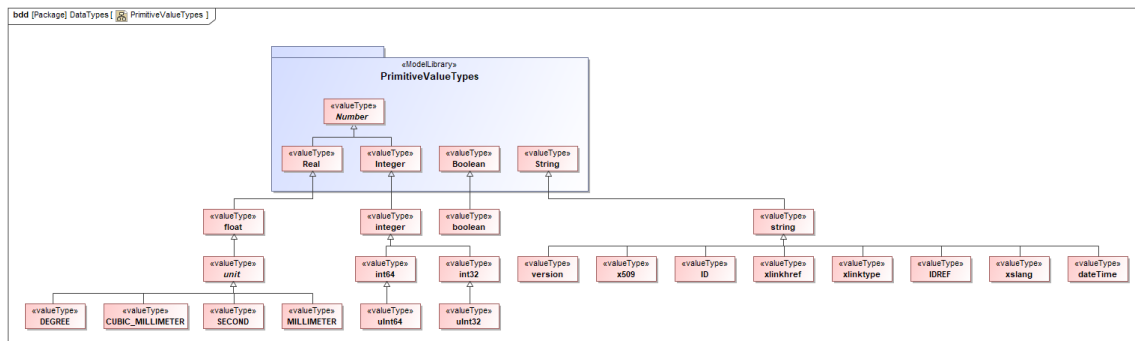 bdd [Package] DataTypes [ PrimitiveValueTypes ]
«ModelLibrary»
PrimitiveValueTypes
«valueType»
Number
«valueType»
Real
«valueType»
Integer
«valueType»
Boolean
«valueType»
String
«valueType»
float
«valueType»
integer
«valueType»
boolean
«valueType»
string
«valueType»
unit
«valueType»
int64
«valueType»
int32
«valueType»
version
«valueType»
x509
«valueType»
ID
«valueType»
xlinkhref
«valueType»
xlinktype
«valueType»
IDREF
«valueType»
xslang
«valueType»
dateTime
«valueType»
DEGREE
«valueType»
CUBIC_MILLIMETER
«valueType»
SECOND
«valueType»
MILLIMETER
«valueType»
uInt64
«valueType»
uInt32